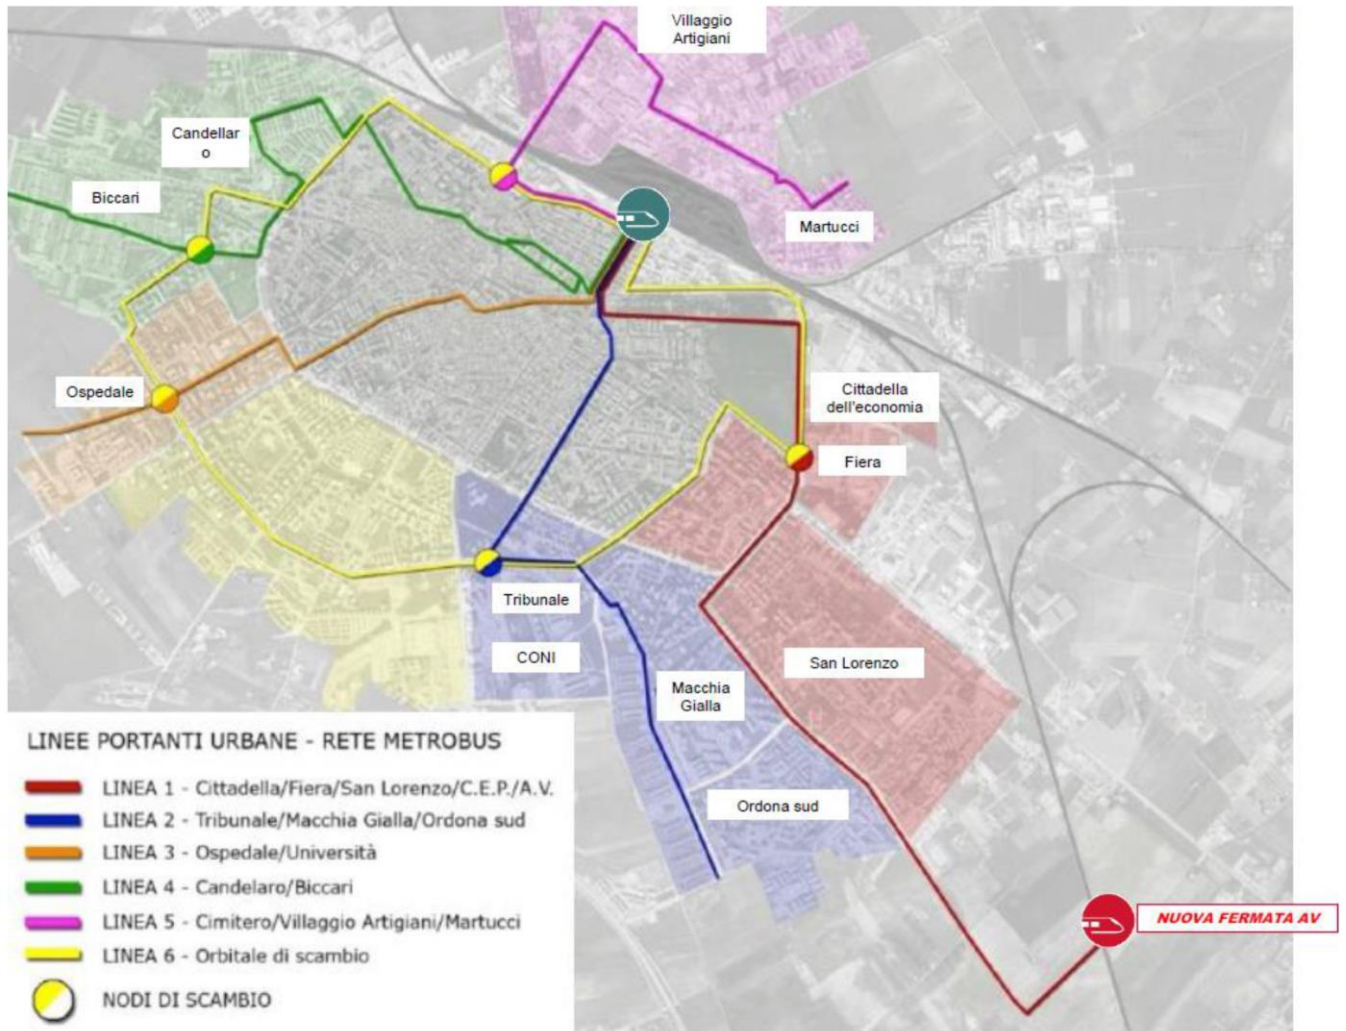 Villaggio
Artigiani
Candellar
o
Biccari
Martucci
Ospedale
Cittadella
dell'economia
Fiera
Tribunale
CONI
San Lorenzo
Macchia
Gialla
Ordona sud
NUOVA FERMATA AV
LINEE PORTANTI URBANE - RETE METROBUS
LINEA 1 - Cittadella/Fiera/San Lorenzo/C.E.P./A.V.
LINEA 2 - Tribunale/Macchia Gialla/Ordona sud
LINEA 3 - Ospedale/Università
LINEA 4 - Candelaro/Biccari
LINEA 5 - Cimitero/Villaggio Artigiani/Martucci
LINEA 6 - Orbitale di scambio
NODI DI SCAMBIO